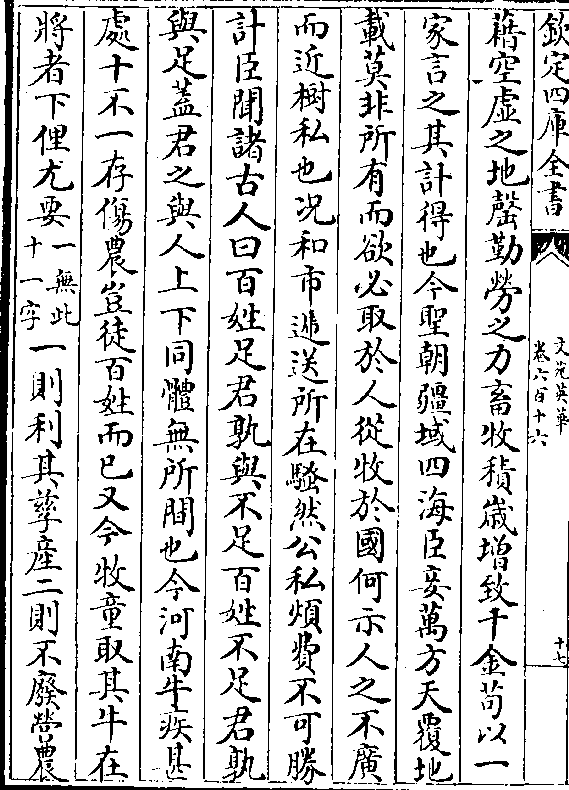 欽定四庫全書
文苑英華
卷六百十六
十七
藉空虛之地罄勤勞之力畜牧積歲增致千金苟以一
家言之其計得也今聖朝疆域四海臣妾萬方天覆地
載莫非所有而欲必取於人從牧於國何示人之不廣
而近樹私也况和市遞送所在騷然公私煩費不可勝
計臣聞諸古人曰百姓足君孰與不足百姓不足君孰
與足葢君之與人上下同體無所間也今河南牛疾甚
處十不一存傷農豈徒百姓而已又今牧童取其牛在
將者下俚尤要一無此十一字一則利其孳産二則不廢營農